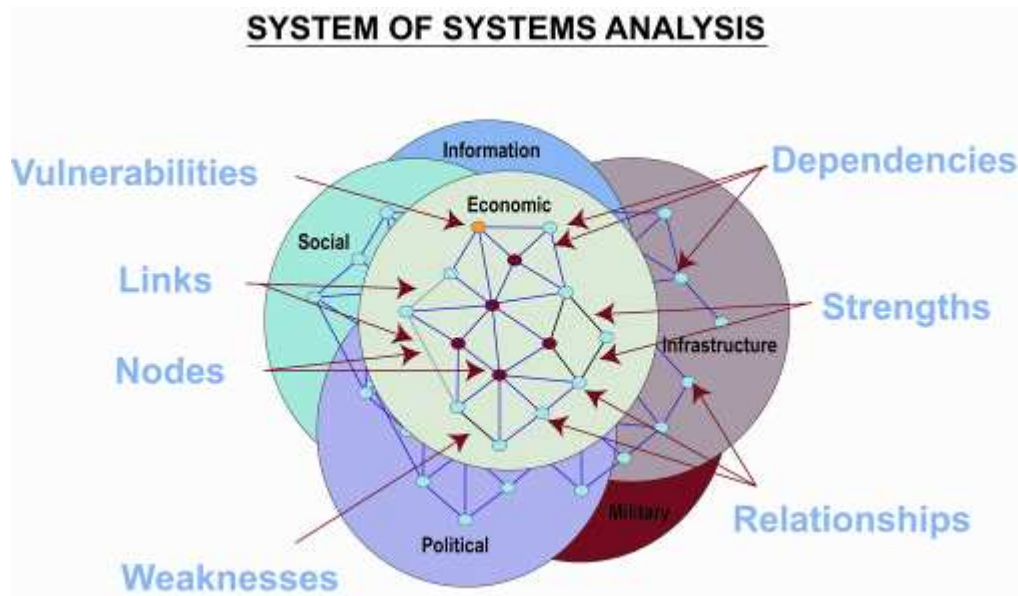 SYSTEM OF SYSTEMS ANALYSIS
Information
Vulnerabilities
Dependencies
Economic
Social
Links
Strengths
Infrastructure
Nodes
Military
Relationships
Political
Weaknesses